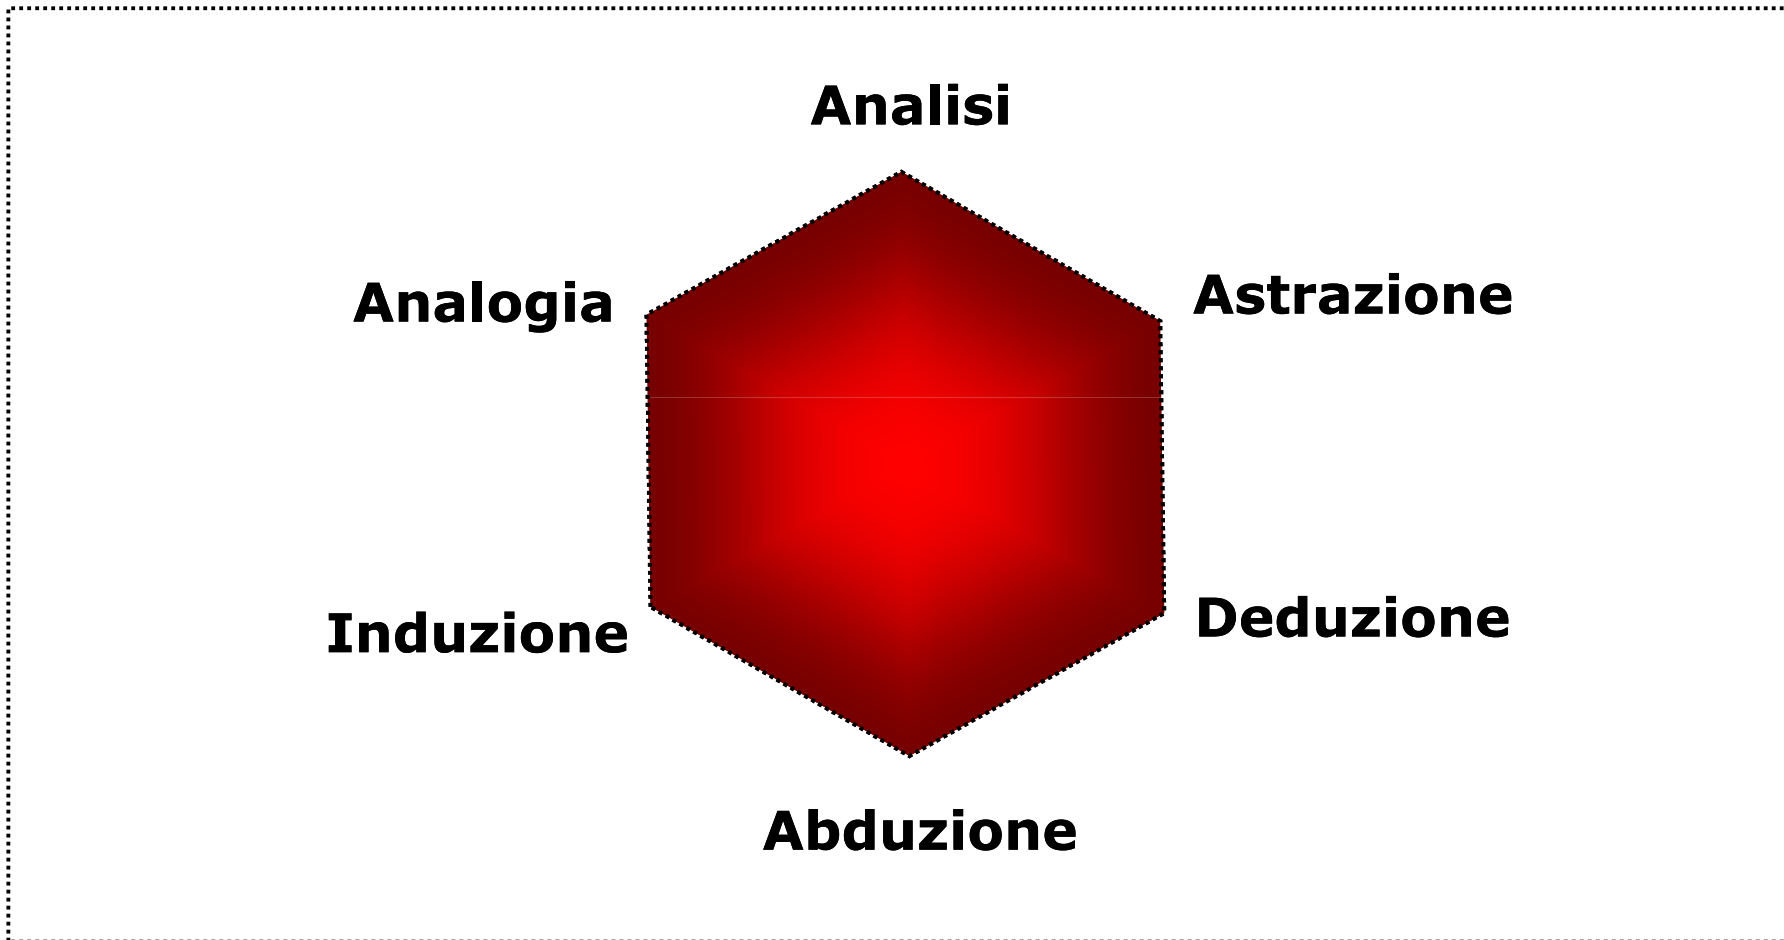 Analisi
Analogia
Astrazione
Induzione
Deduzione
Abduzione